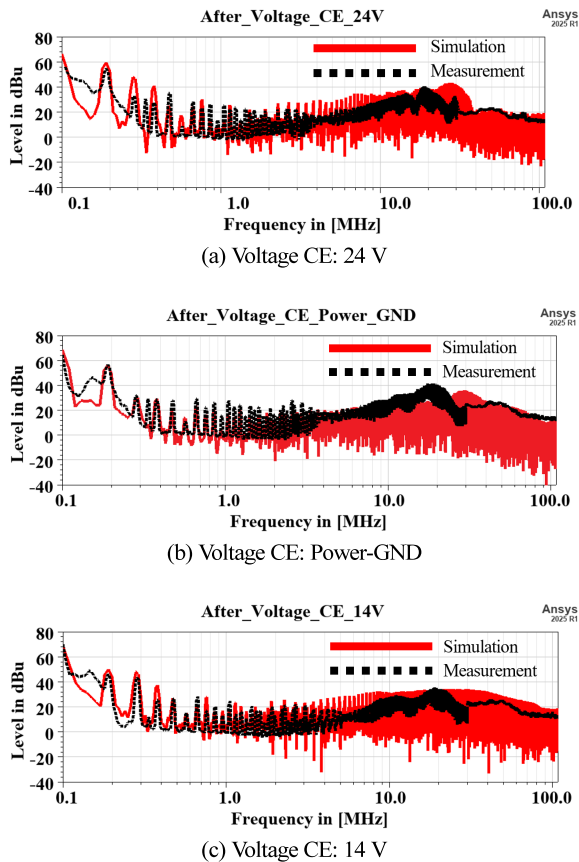 After_Voltage_CE_24V
Ansys
2025 R1
80
60
40
20
0
-20
-40
Level in dBu
Simulation
Measurement
0.1 1.0 10.0 100.0
Frequency in [MHz]
(a) Voltage CE: 24 V
After_Voltage_CE_Power_GND
Ansys
2025 R1
80
60
40
20
0
-20
-40
Level in dBu
Simulation
Measurement
0.1 1.0 10.0 100.0
Frequency in [MHz]
(b) Voltage CE: Power-GND
After_Voltage_CE_14V
Ansys
2025 R1
80
60
40
20
0
-20
-40
Level in dBu
Simulation
Measurement
0.1 1.0 10.0 100.0
Frequency in [MHz]
(c) Voltage CE: 14 V